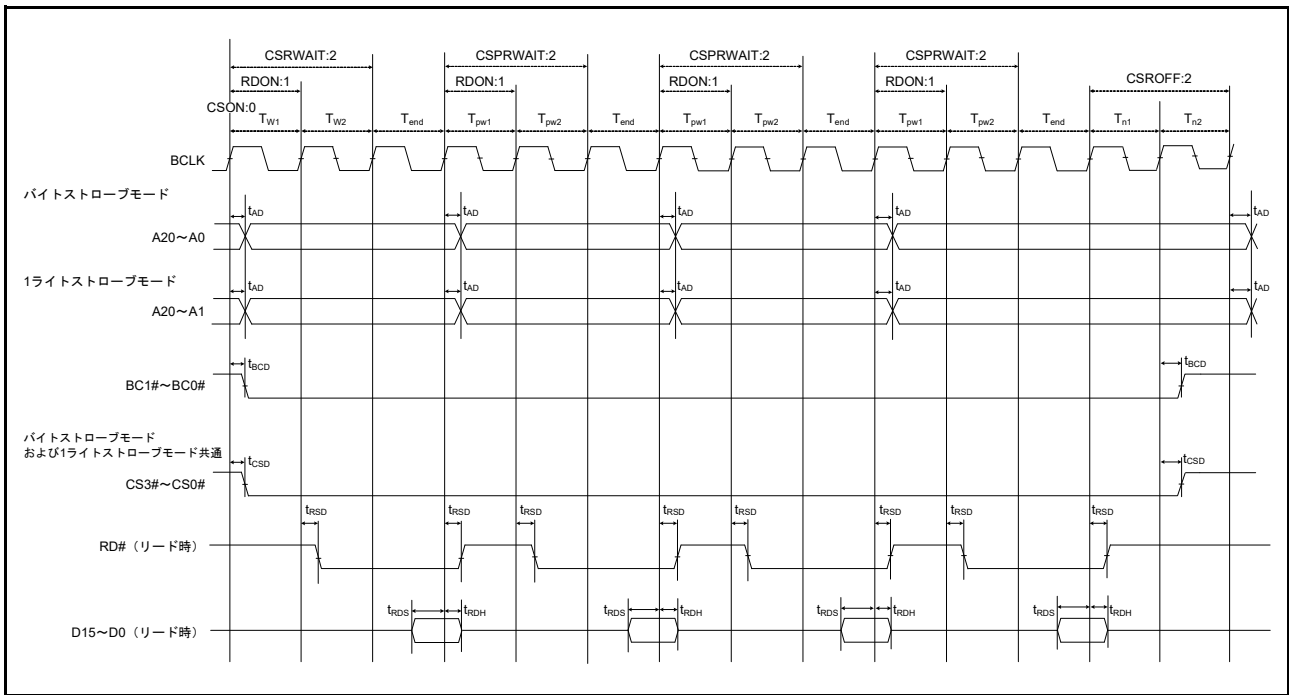 CSRWAIT:2 CSPRWAIT:2 CSPRWAIT:2 CSPRWAIT:2
RDON:1 RDON:1 RDON:1 RDON:1 CSROFF:2
CSON:0
TW1 TW2 Tend Tpw1 Tpw2 Tend Tpw1 Tpw2 Tend Tpw1 Tpw2 Tend Tn1 Tn2
BCLK
バイトストローブモード
tAD tAD tAD tAD tAD
A20～A0
1ライトストローブモード
tAD tAD tAD tAD tAD
A20～A1
tBCD tBCD
BC1#～BC0#
バイトストローブモード
および1ライトストローブモード共通
tCSD tCSD
CS3#～CS0#
tRSD tRSD tRSD tRSD tRSD tRSD tRSD tRSD
RD#（リード時）
tRDS tRDH tRDS tRDH tRDS tRDH tRDS tRDH
D15～D0（リード時）